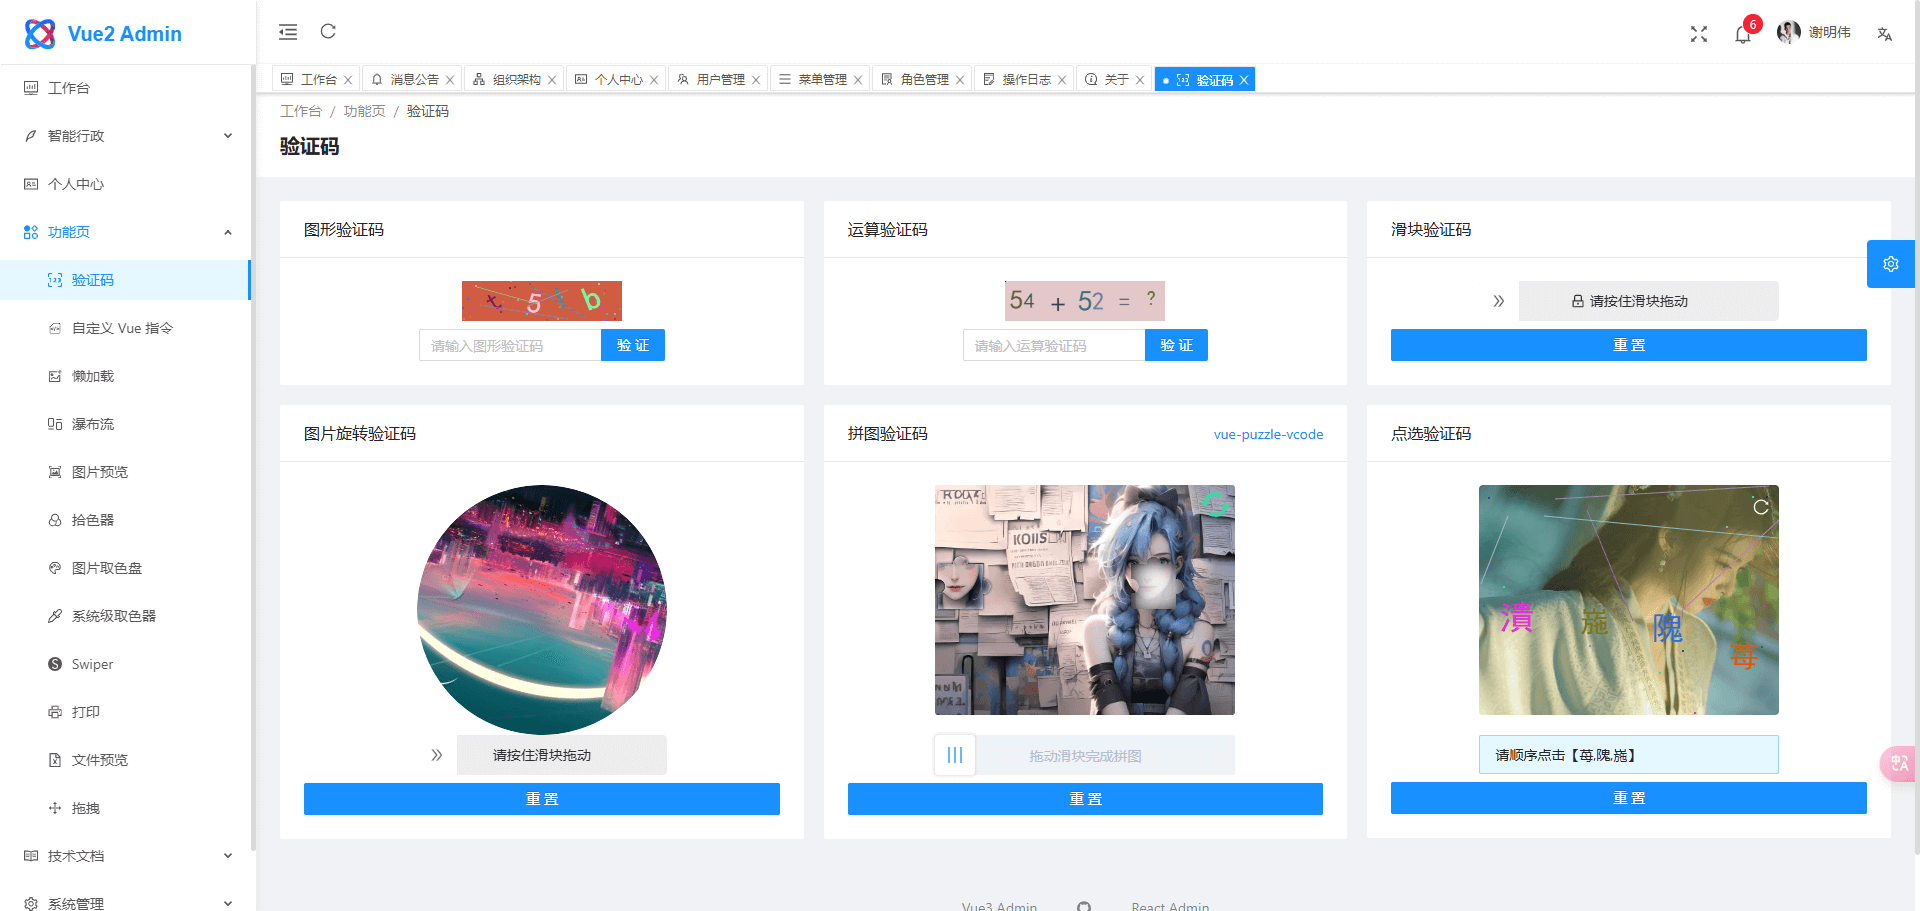 Vue2 Admin
6
谢明伟
工作台
消息公告
组织架构
个人中心
用户管理
菜单管理
角色管理
操作日志
关于
验证码
工作台 / 功能页 / 验证码
验证码
工作台
智能行政
个人中心
功能页
验证码
自定义 Vue 指令
懒加载
瀑布流
图片预览
拾色器
图片取色盘
系统级取色器
Swiper
打印
文件预览
拖拽
技术文档
系统管理
图形验证码
5 b
请输入图形验证码
验 证
运算验证码
54 + 52 = ?
请输入运算验证码
验 证
滑块验证码
请按住滑块拖动
重 置
图片旋转验证码
请按住滑块拖动
重 置
拼图验证码
vue-puzzle-vcode
KOIIS
拖动滑块完成拼图
重 置
点选验证码
潰 施 隗 苺
请顺序点击【苺,隗,施】
重 置
Vue3 Admin
React Admin